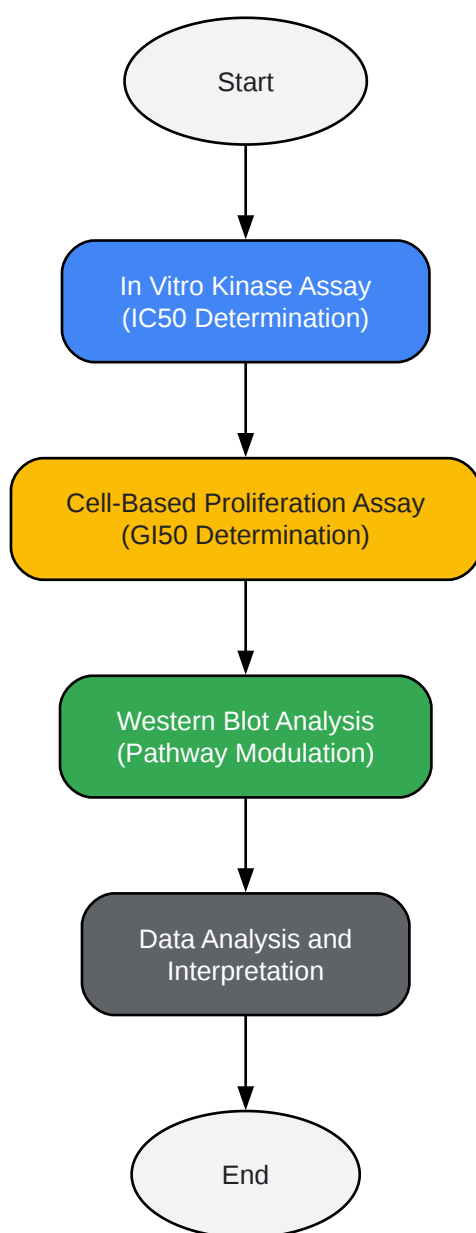 Start
In Vitro Kinase Assay
(IC50 Determination)
Cell-Based Proliferation Assay
(GI50 Determination)
Western Blot Analysis
(Pathway Modulation)
Data Analysis and
Interpretation
End